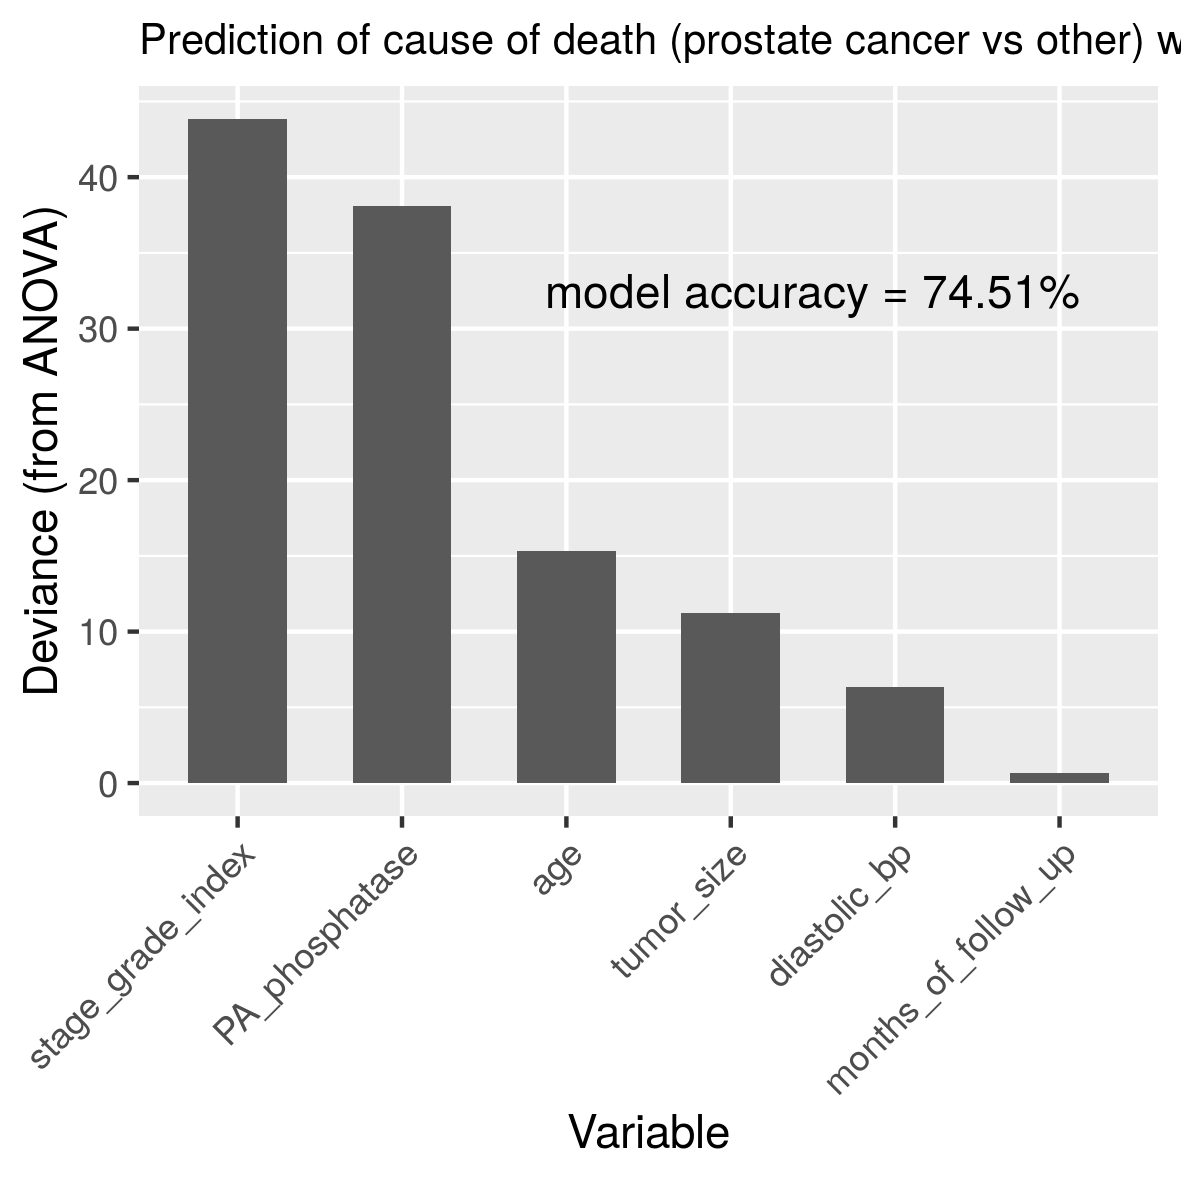 Prediction of cause of death (prostate cancer vs other) w
model accuracy = 74.51%
Deviance (from ANOVA)
40
30
20
10
0
stage_grade_index
PA_phosphatase
age
tumor_size
diastolic_bp
months_of_follow_up
Variable